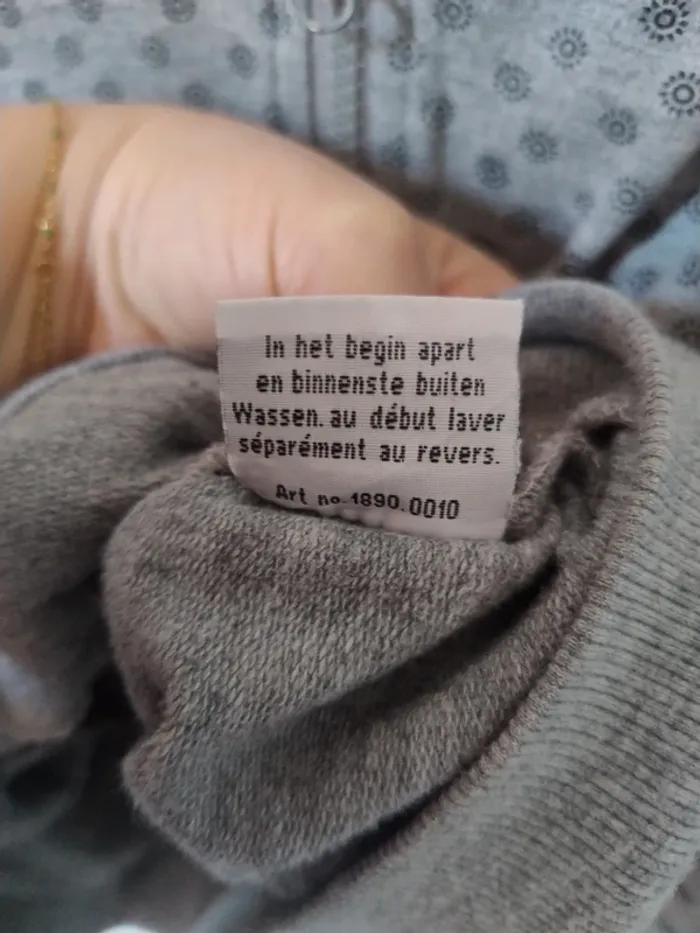 In het begin apart
en binnenste buiten
Wassen. au début laver
séparément au revers.
Art no. 1890.0010